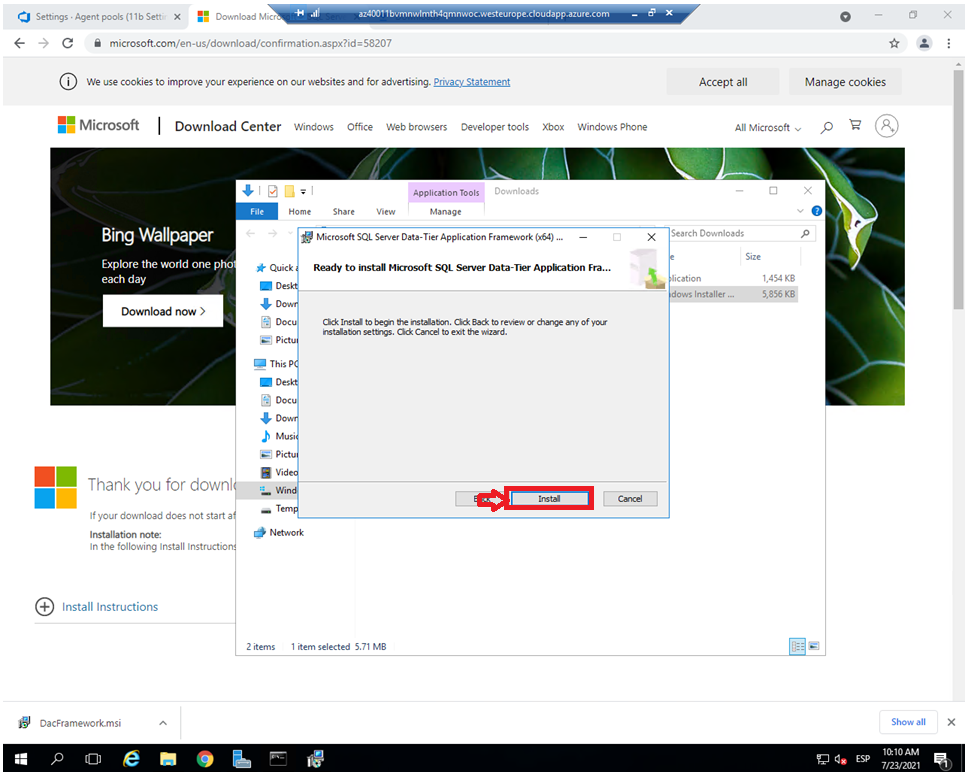 Settings · Agent pools (11b Setti
Download Micros
az40011bvmnwlmth4qmnwoc.westeurope.cloudapp.azure.com
microsoft.com/en-us/download/confirmation.aspx?id=58207
We use cookies to improve your experience on our websites and for advertising. Privacy Statement
Accept all
Manage cookies
Microsoft
Download Center
Windows
Office
Web browsers
Developer tools
Xbox
Windows Phone
All Microsoft
Bing Wallpaper
Explore the world one phot
each day
Download now >
Application Tools
Downloads
File
Home
Share
View
Manage
Microsoft SQL Server Data-Tier Application Framework (x64) ...
Search Downloads
Ready to install Microsoft SQL Server Data-Tier Application Fra...
Size
plication
1,454 KB
ndows Installer ...
5,856 KB
Click Install to begin the installation. Click Back to review or change any of your
installation settings. Click Cancel to exit the wizard.
Quick a
Deskt
Down
Docu
Pictur
This PC
Deskt
Docu
Down
Music
Pictur
Video
Wind
Temp
Network
Install
Cancel
2 items
1 item selected 5.71 MB
Thank you for downlo
If your download does not start af
Installation note:
In the following Install Instructions
Install Instructions
DacFramework.msi
Show all
ESP
10:10 AM
7/23/2021
1